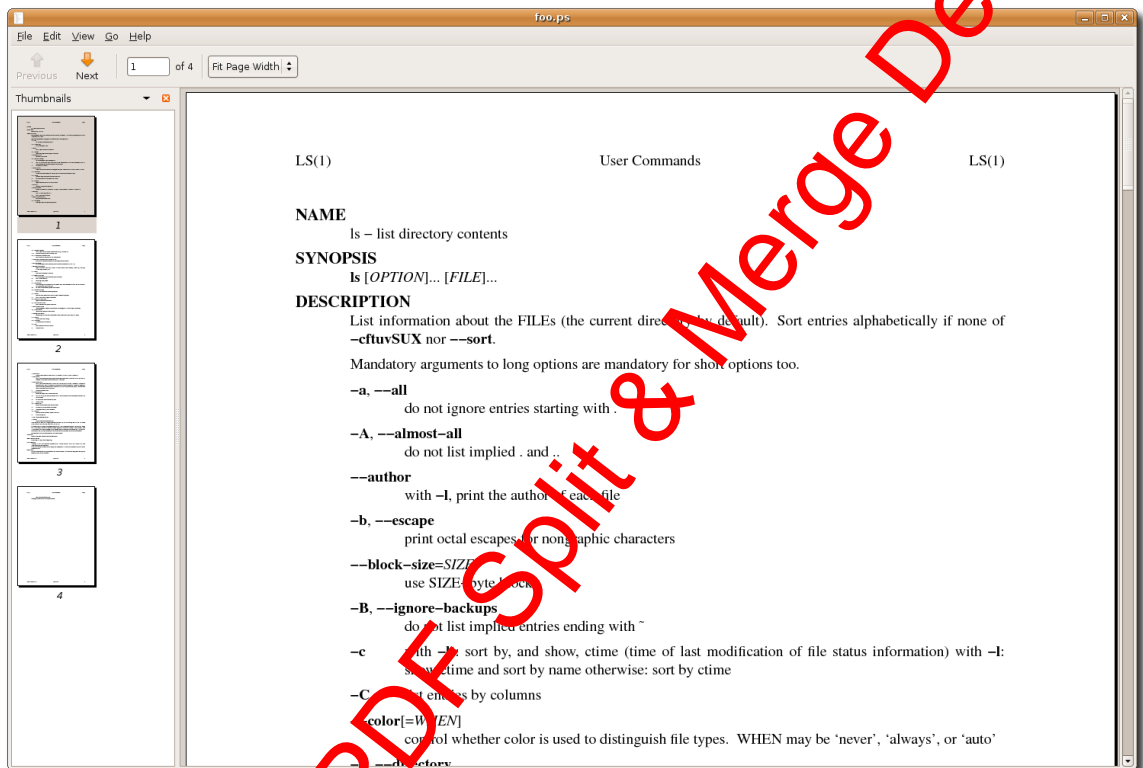 foo.ps
File Edit View Go Help
Previous Next 1 of 4 Fit Page Width
Thumbnails
1
2
3
4
LS(1) User Commands LS(1)
NAME
ls − list directory contents
SYNOPSIS
ls [OPTION]... [FILE]...
DESCRIPTION
List information about the FILEs (the current directory by default). Sort entries alphabetically if none of
−cftuvSUX nor −−sort.
Mandatory arguments to long options are mandatory for short options too.
−a, −−all
do not ignore entries starting with .
−A, −−almost−all
do not list implied . and ..
−−author
with −l, print the author of each file
−b, −−escape
print octal escapes for nongraphic characters
−−block−size=SIZE
use SIZE−byte blocks
−B, −−ignore−backups
do not list implied entries ending with ~
−c with −lt: sort by, and show, ctime (time of last modification of file status information) with −l:
show ctime and sort by name otherwise: sort by ctime
−C list entries by columns
−−color[=WHEN]
control whether color is used to distinguish file types. WHEN may be ‘never’, ‘always’, or ‘auto’
−−directory
PDF Split & Merge De